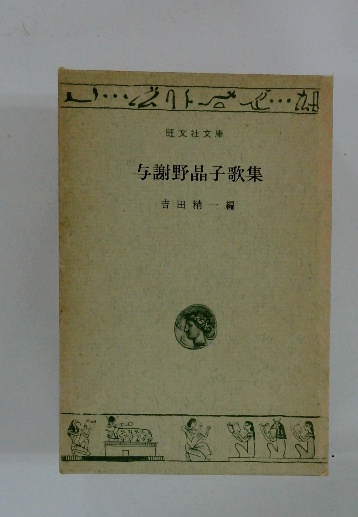 旺文社文庫
与謝野晶子歌集
吉田精一編